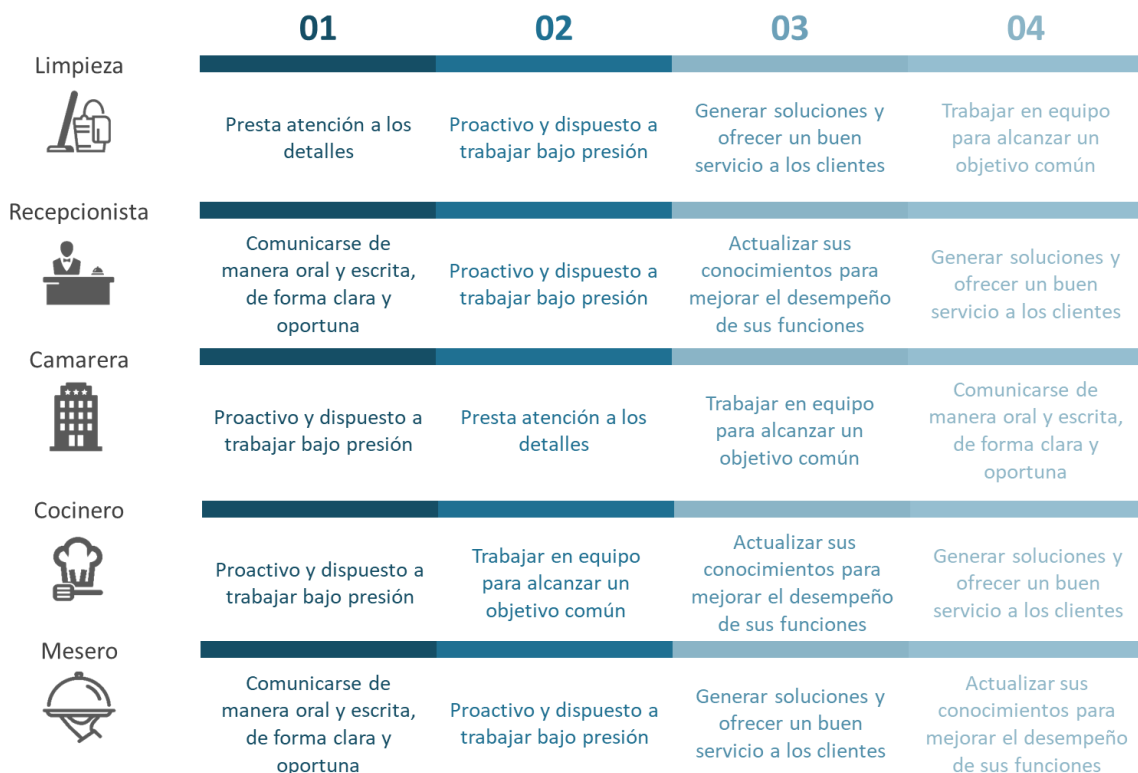 01 02 03 04
Limpieza
Presta atención a los
detalles
Proactivo y dispuesto a
trabajar bajo presión
Generar soluciones y
ofrecer un buen
servicio a los clientes
Trabajar en equipo
para alcanzar un
objetivo común
Recepcionista
Comunicarse de
manera oral y escrita,
de forma clara y
oportuna
Proactivo y dispuesto a
trabajar bajo presión
Actualizar sus
conocimientos para
mejorar el desempeño
de sus funciones
Generar soluciones y
ofrecer un buen
servicio a los clientes
Camarera
Proactivo y dispuesto a
trabajar bajo presión
Presta atención a los
detalles
Trabajar en equipo
para alcanzar un
objetivo común
Comunicarse de
manera oral y escrita,
de forma clara y
oportuna
Cocinero
Proactivo y dispuesto a
trabajar bajo presión
Trabajar en equipo
para alcanzar un
objetivo común
Actualizar sus
conocimientos para
mejorar el desempeño
de sus funciones
Generar soluciones y
ofrecer un buen
servicio a los clientes
Mesero
Comunicarse de
manera oral y escrita,
de forma clara y
oportuna
Proactivo y dispuesto a
trabajar bajo presión
Generar soluciones y
ofrecer un buen
servicio a los clientes
Actualizar sus
conocimientos para
mejorar el desempeño
de sus funciones